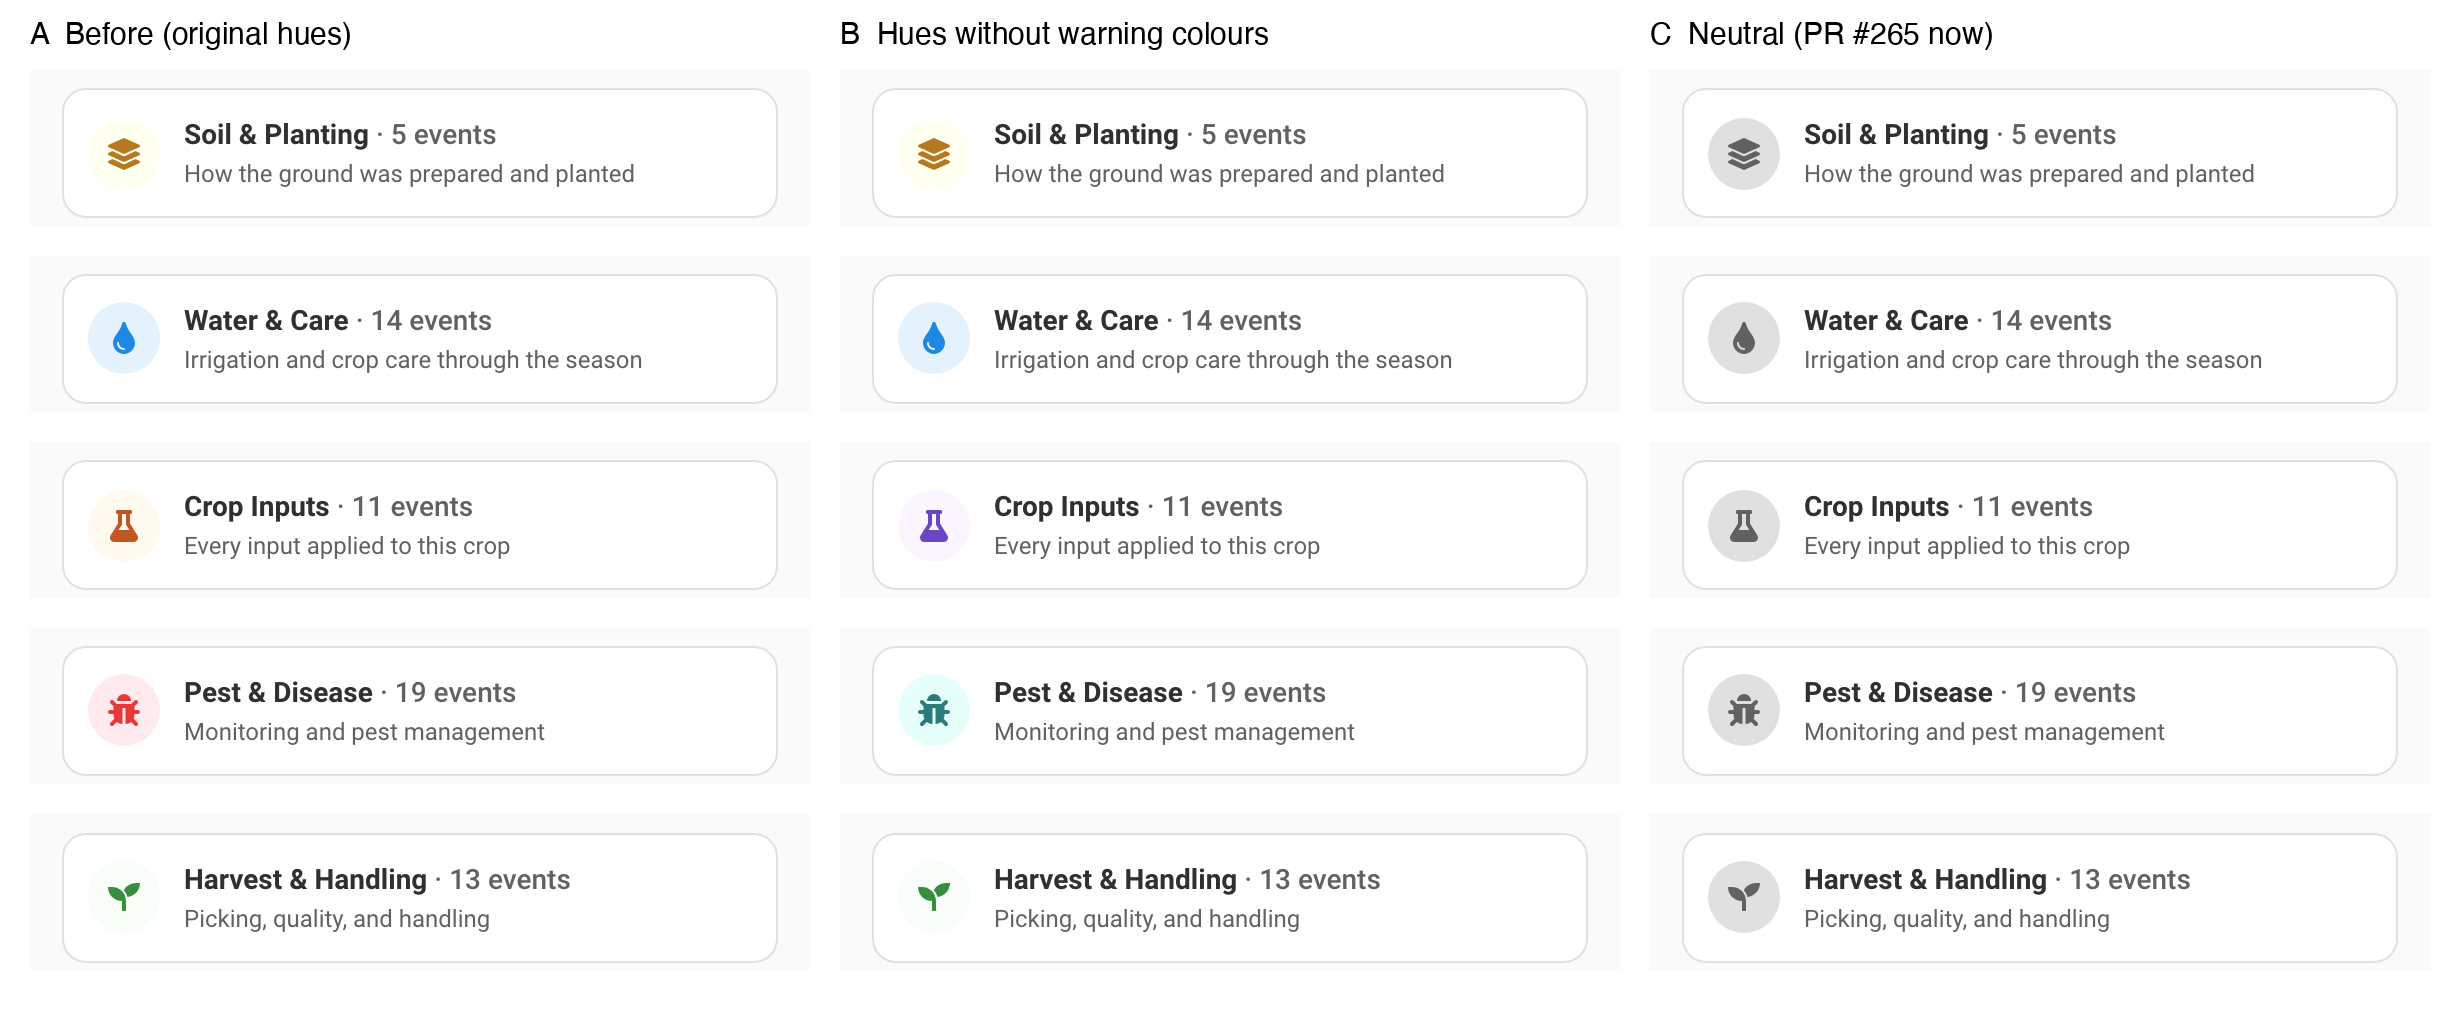 A Before (original hues)
Soil & Planting · 5 events
How the ground was prepared and planted
Water & Care · 14 events
Irrigation and crop care through the season
Crop Inputs · 11 events
Every input applied to this crop
Pest & Disease · 19 events
Monitoring and pest management
Harvest & Handling · 13 events
Picking, quality, and handling
B Hues without warning colours
Soil & Planting · 5 events
How the ground was prepared and planted
Water & Care · 14 events
Irrigation and crop care through the season
Crop Inputs · 11 events
Every input applied to this crop
Pest & Disease · 19 events
Monitoring and pest management
Harvest & Handling · 13 events
Picking, quality, and handling
C Neutral (PR #265 now)
Soil & Planting · 5 events
How the ground was prepared and planted
Water & Care · 14 events
Irrigation and crop care through the season
Crop Inputs · 11 events
Every input applied to this crop
Pest & Disease · 19 events
Monitoring and pest management
Harvest & Handling · 13 events
Picking, quality, and handling